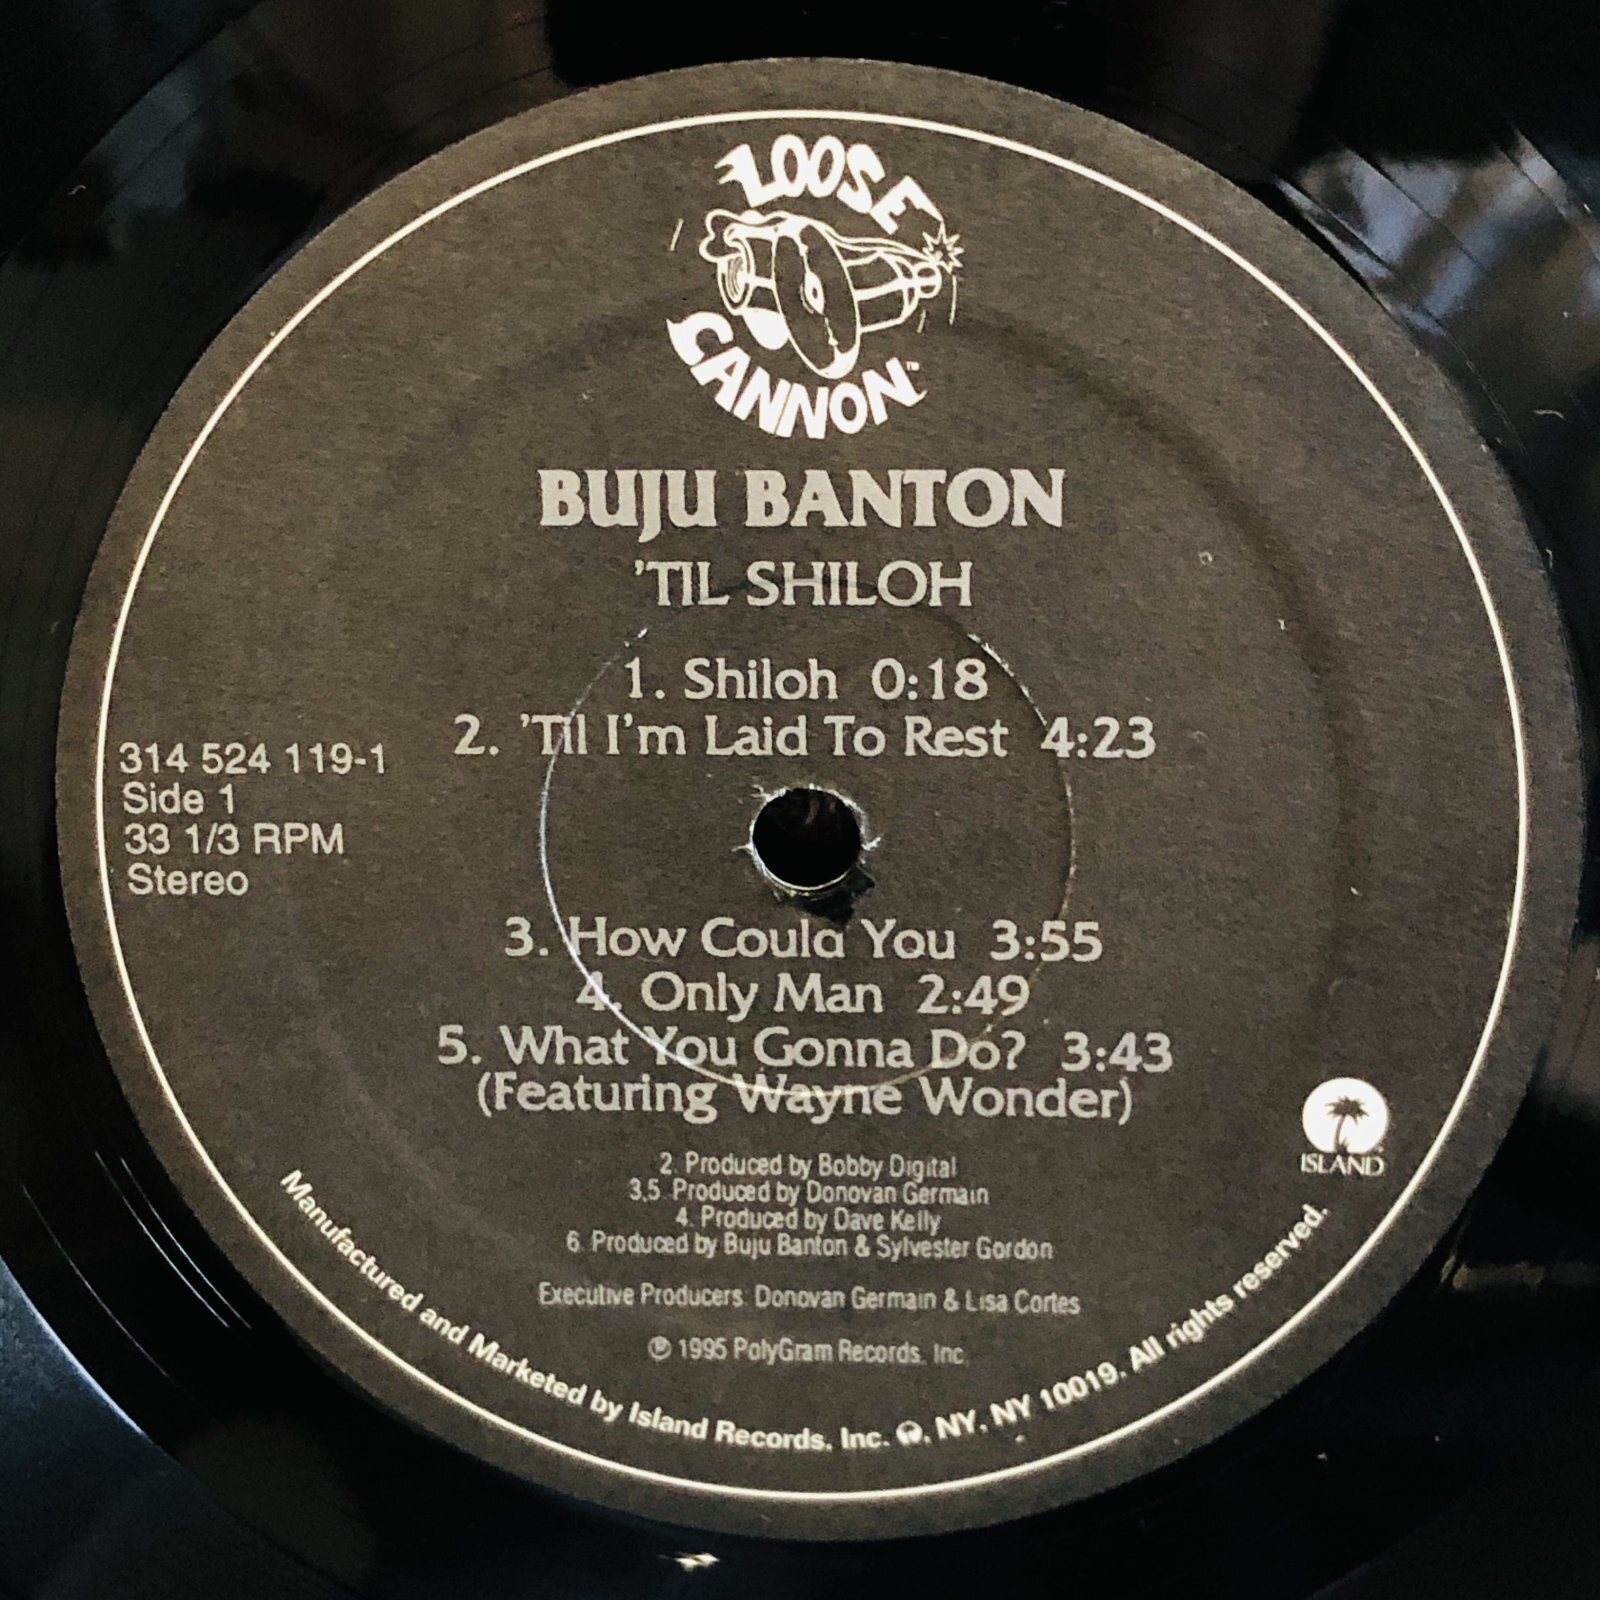 LOOSE
CANNON™
BUJU BANTON
'TIL SHILOH
1. Shiloh 0:18
2. 'Til I'm Laid To Rest 4:23
314 524 119-1
Side 1
33 1/3 RPM
Stereo
3. How Could You 3:55
4. Only Man 2:49
5. What You Gonna Do? 3:43
(Featuring Wayne Wonder)
2. Produced by Bobby Digital
3,5. Produced by Donovan Germain
4. Produced by Dave Kelly
6. Produced by Buju Banton & Sylvester Gordon
Executive Producers: Donovan Germain & Lisa Cortes
℗ 1995 PolyGram Records, Inc.
ISLAND
Manufactured and Marketed by Island Records, Inc. , NY, NY 10019. All rights reserved.